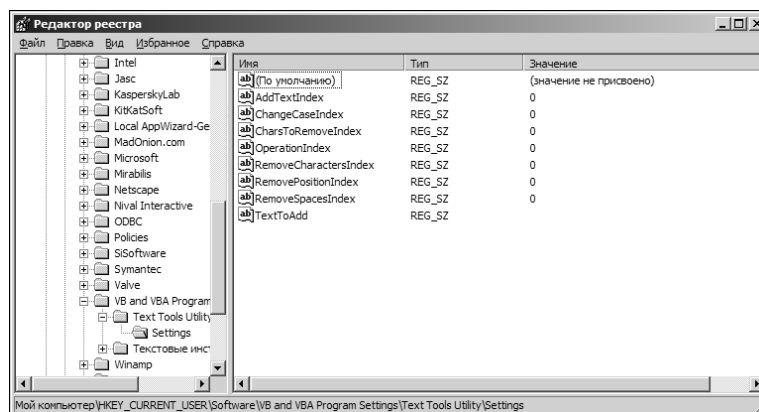 Редактор реестра
Файл Правка Вид Избранное Справка
Intel
Jasc
KasperskyLab
KitKatSoft
Local AppWizard-Ge
MadOnion.com
Microsoft
Mirabilis
Netscape
Nival Interactive
ODBC
Policies
SiSoftware
Symantec
Valve
VB and VBA Program
Text Tools Utility
Settings
Текстовые инс
Winamp
Имя Тип Значение
(По умолчанию) REG_SZ (значение не присвоено)
AddTextIndex REG_SZ 0
ChangeCaseIndex REG_SZ 0
CharsToRemoveIndex REG_SZ 0
OperationIndex REG_SZ 0
RemoveCharactersIndex REG_SZ 0
RemovePositionIndex REG_SZ 0
RemoveSpacesIndex REG_SZ 0
TextToAdd REG_SZ
Мой компьютер\HKEY_CURRENT_USER\Software\VB and VBA Program Settings\Text Tools Utility\Settings